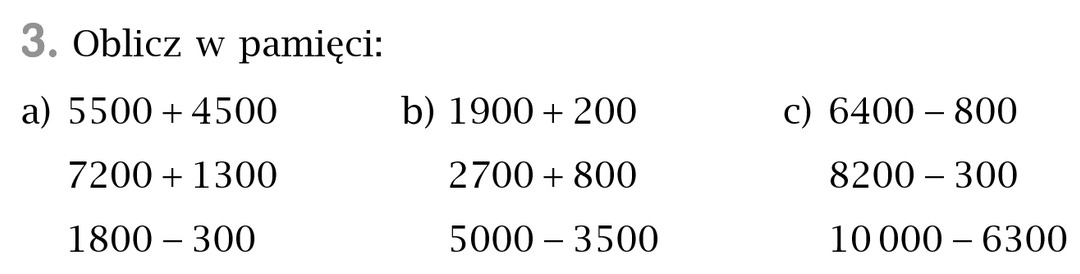 3. Oblicz w pamięci:
a) 5500 + 4500 b) 1900 + 200 c) 6400 – 800
7200 + 1300 2700 + 800 8200 – 300
1800 – 300 5000 – 3500 10 000 – 6300